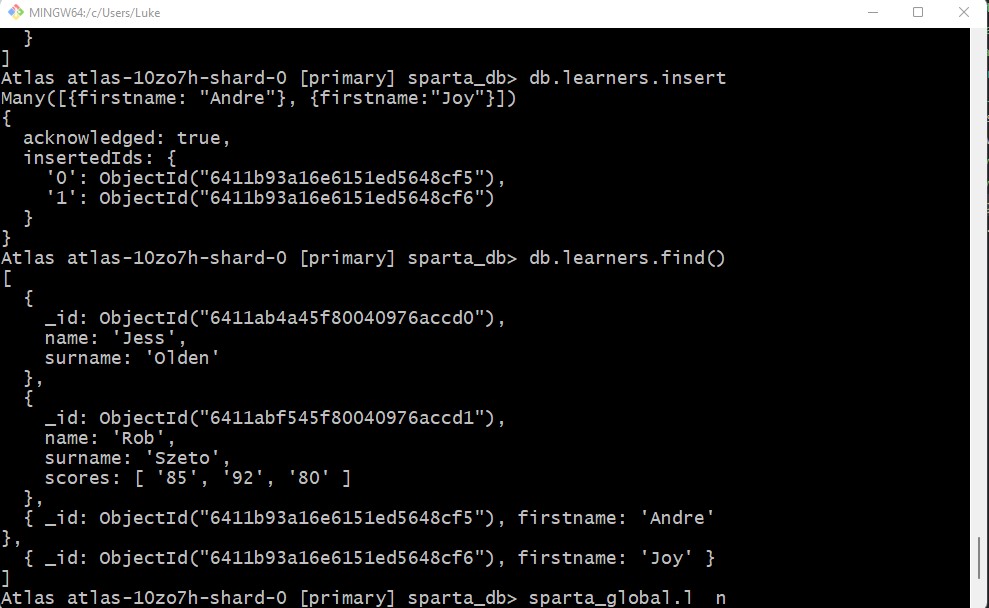 MINGW64:/c/Users/Luke
}
]
Atlas atlas-10zo7h-shard-0 [primary] sparta_db> db.learners.insert
Many([{firstname: "Andre"}, {firstname:"Joy"}])
{
  acknowledged: true,
  insertedIds: {
    '0': ObjectId("6411b93a16e6151ed5648cf5"),
    '1': ObjectId("6411b93a16e6151ed5648cf6")
  }
}
Atlas atlas-10zo7h-shard-0 [primary] sparta_db> db.learners.find()
[
  {
    _id: ObjectId("6411ab4a45f80040976accd0"),
    name: 'Jess',
    surname: 'Olden'
  },
  {
    _id: ObjectId("6411abf545f80040976accd1"),
    name: 'Rob',
    surname: 'Szeto',
    scores: [ '85', '92', '80' ]
  },
  { _id: ObjectId("6411b93a16e6151ed5648cf5"), firstname: 'Andre'
},
  { _id: ObjectId("6411b93a16e6151ed5648cf6"), firstname: 'Joy' }
]
Atlas atlas-10zo7h-shard-0 [primary] sparta_db> sparta_global.l  n